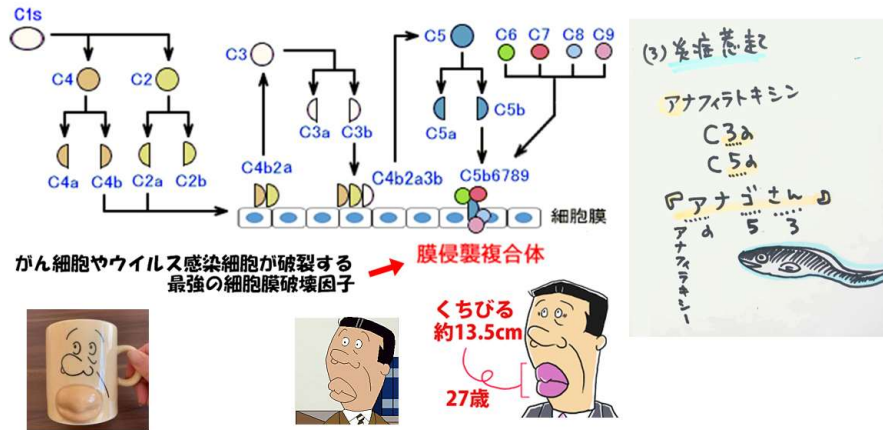 C1s
C4
C2
C4a
C4b
C2a
C2b
C3
C3a
C3b
C4b2a
C5
C5a
C5b
C6
C7
C8
C9
C4b2a3b
C5b6789
細胞膜
膜侵襲複合体
がん細胞やウイルス感染細胞が破裂する
最強の細胞膜破壊因子
くちびる
約13.5cm
27歳
(3) 炎症惹起
アナフィラトキシン
C3a
C5a
『アナゴさん』
a 5 3
アナフィラキシー